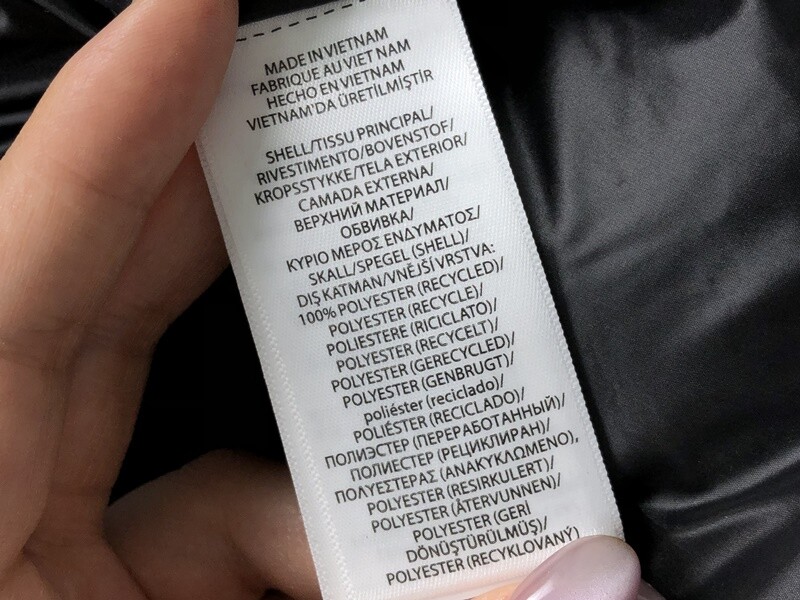 MADE IN VIETNAM
FABRIQUE AU VIET NAM
HECHO EN VIETNAM
VIETNAM'DA ÜRETİLMİŞTİR
SHELL/TISSU PRINCIPAL/
RIVESTIMENTO/BOVENSTOF/
KROPSSTYKKE/TELA EXTERIOR/
CAMADA EXTERNA/
ВЕРХНИЙ МАТЕРИАЛ/
ОБВИВКА/
ΚΥΡΙΟ ΜΕΡΟΣ ΕΝΔΥΜΑΤΟΣ/
SKALL/SPEGEL (SHELL)/
DIŞ KATMAN/VNĚJŠÍ VRSTVA:
100% POLYESTER (RECYCLED)/
POLYESTER (RECYCLE)/
POLIESTERE (RICICLATO)/
POLYESTER (RECYCELT)/
POLYESTER (GERECYCLED)/
POLYESTER (GENBRUGT)/
poliéster (reciclado)/
POLIÉSTER (RECICLADO)/
ПОЛИЭСТЕР (ПЕРЕРАБОТАННЫЙ)/
ПОЛИЕСТЕР (РЕЦИКЛИРАН)/
ΠΟΛΥΕΣΤΕΡΑΣ (ΑΝΑΚΥΚΛΩΜΕΝΟ),
POLYESTER (RESIRKULERT)/
POLYESTER (ÅTERVUNNEN)/
POLYESTER (GERİ
DÖNÜŞTÜRÜLMÜŞ)/
POLYESTER (RECYKLOVANÝ)